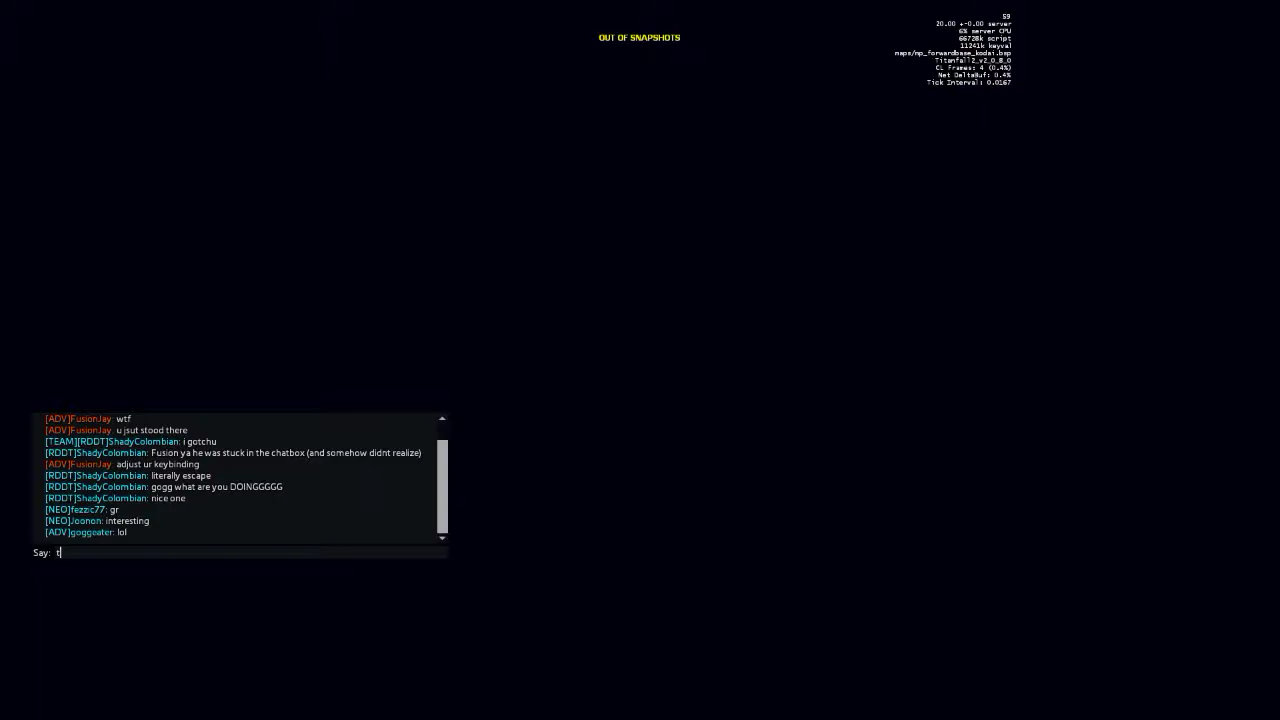 59
20.00 +-0.00 server
6% server CPU
66728k script
11241k keyval
maps/mp_forwardbase_kodai.bsp
Titanfall2_v2_0_8_0
CL Frames: 4 (0.4%)
Net DeltaBuf: 0.4%
Tick Interval: 0.0167
OUT OF SNAPSHOTS
[ADV]FusionJay: wtf
[ADV]FusionJay: u jsut stood there
[TEAM][RDDT]ShadyColombian: i gotchu
[RDDT]ShadyColombian: Fusion ya he was stuck in the chatbox (and somehow didnt realize)
[ADV]FusionJay: adjust ur keybinding
[RDDT]ShadyColombian: literally escape
[RDDT]ShadyColombian: gogg what are you DOINGGGGG
[RDDT]ShadyColombian: nice one
[NEO]fezzic77: gr
[NEO]Joonon: interesting
[ADV]goggeater: lol
Say: t